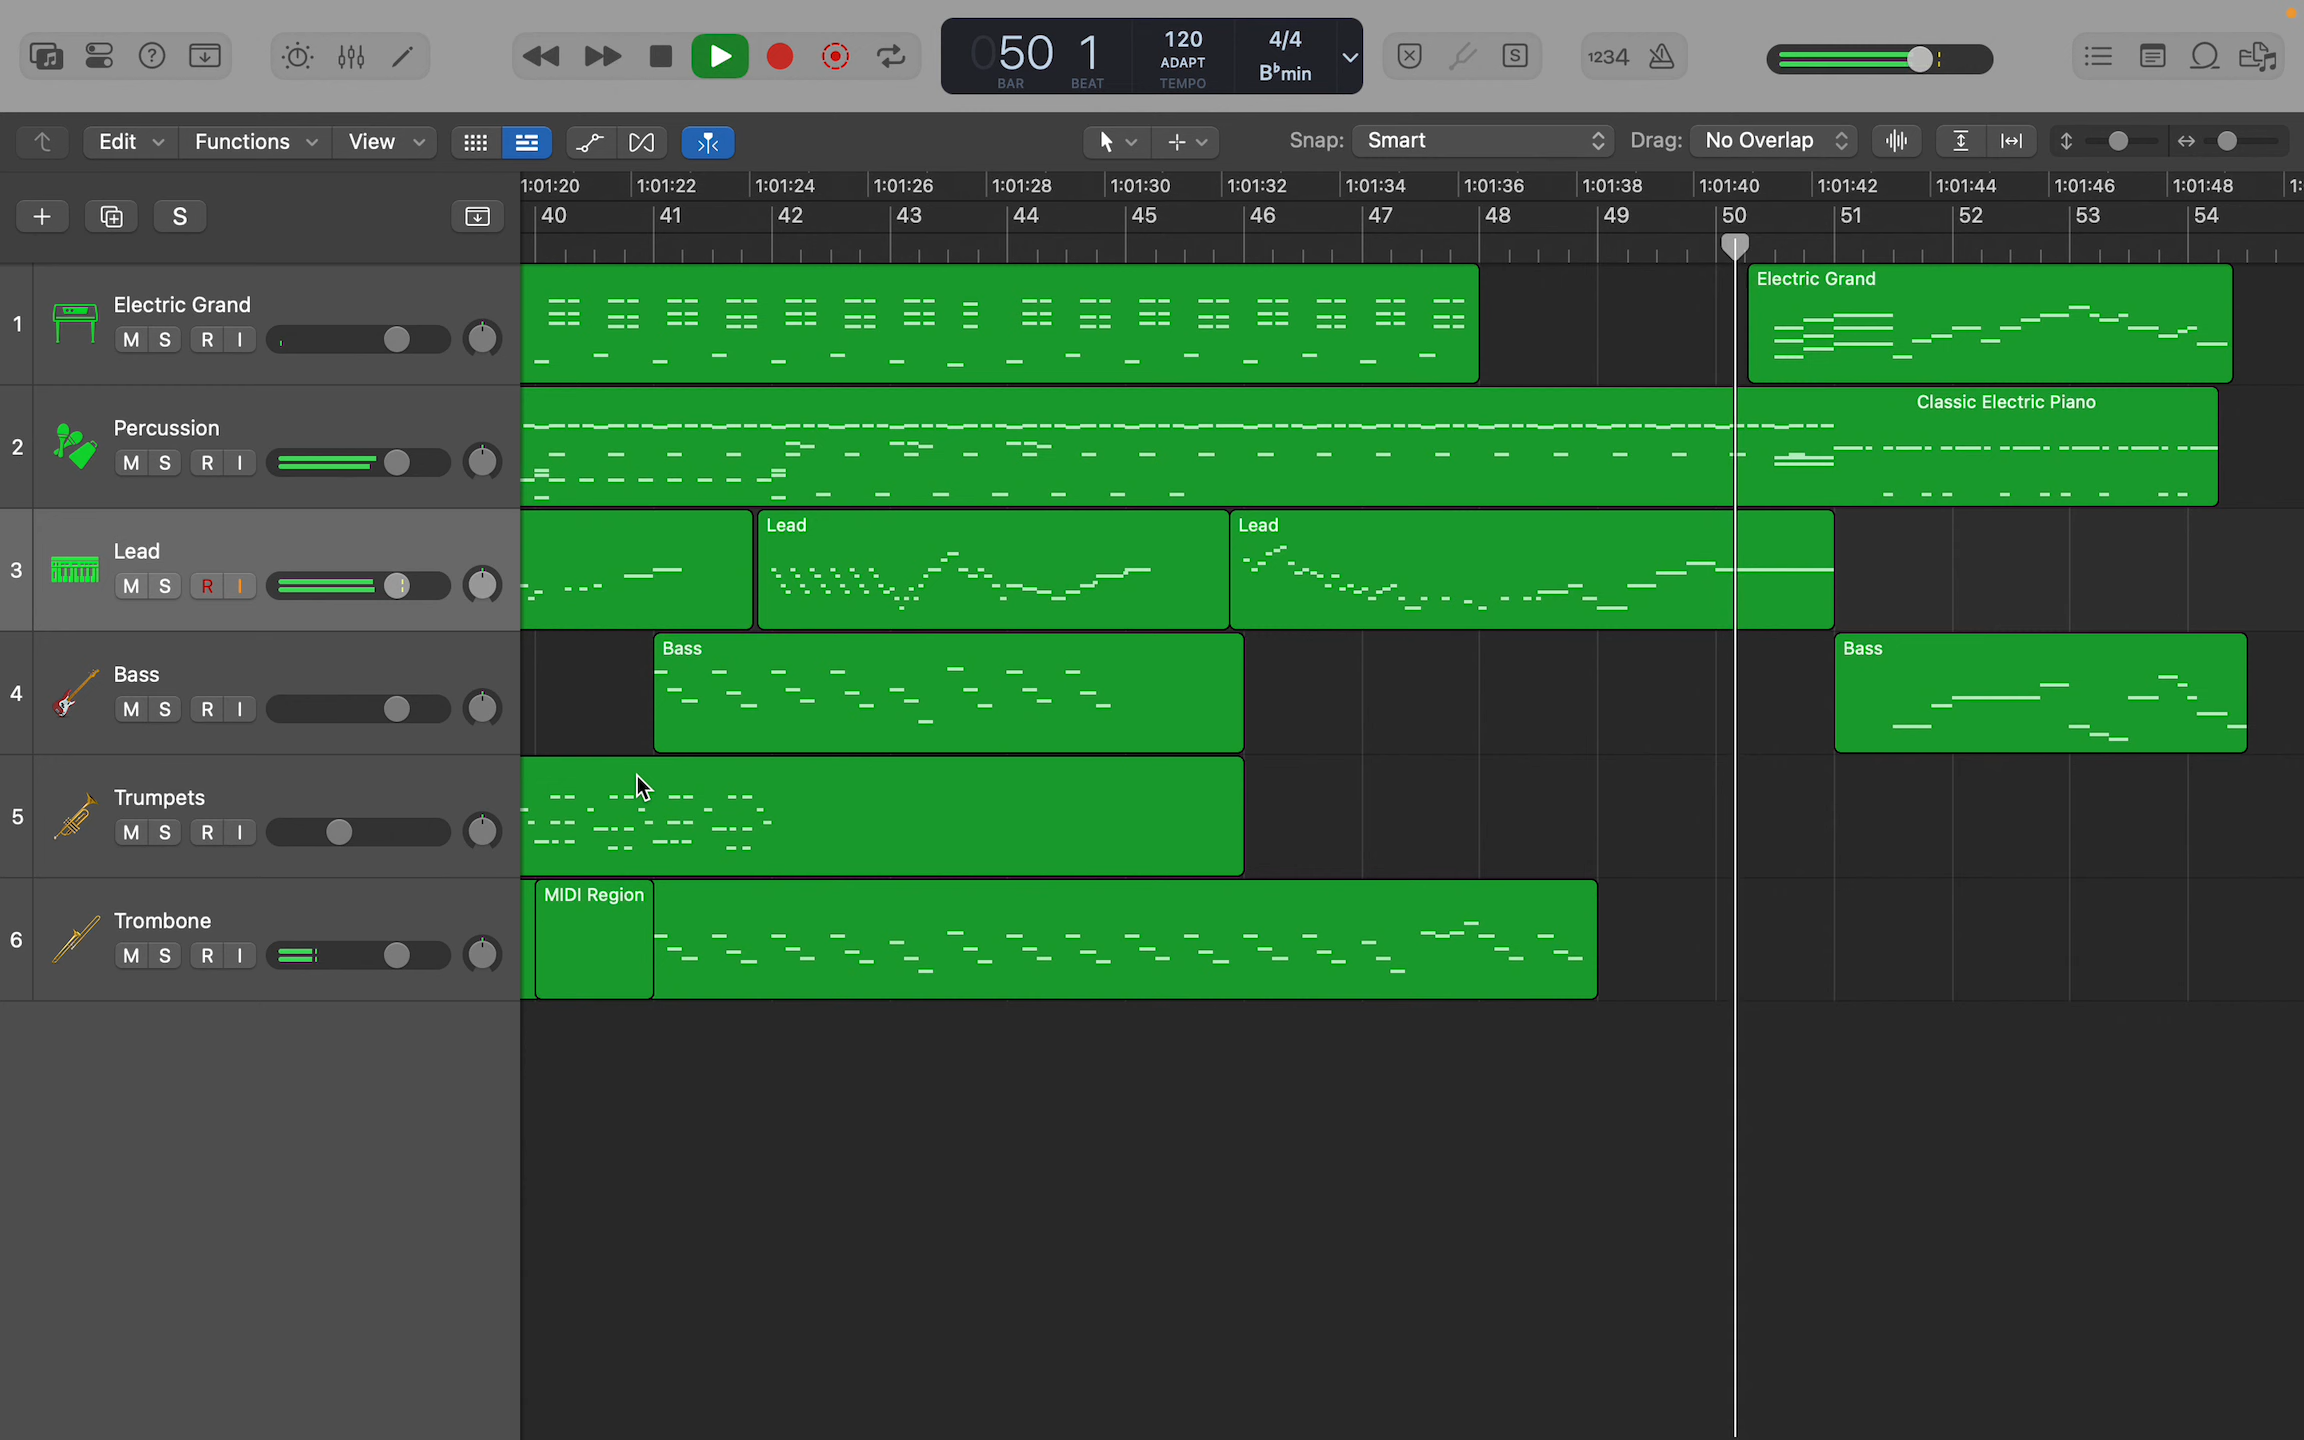 050 1 120 4/4
ADAPT B♭min
BAR BEAT TEMPO
1234
S
Edit Functions View Snap: Smart Drag: No Overlap
1:01:20 1:01:22 1:01:24 1:01:26 1:01:28 1:01:30 1:01:32 1:01:34 1:01:36 1:01:38 1:01:40 1:01:42 1:01:44 1:01:46 1:01:48 1:
S 40 41 42 43 44 45 46 47 48 49 50 51 52 53 54
1 Electric Grand
M S R I
Electric Grand
2 Percussion
M S R I
Classic Electric Piano
3 Lead
M S R I
Lead Lead
4 Bass
M S R I
Bass Bass
5 Trumpets
M S R I
6 Trombone
M S R I
MIDI Region